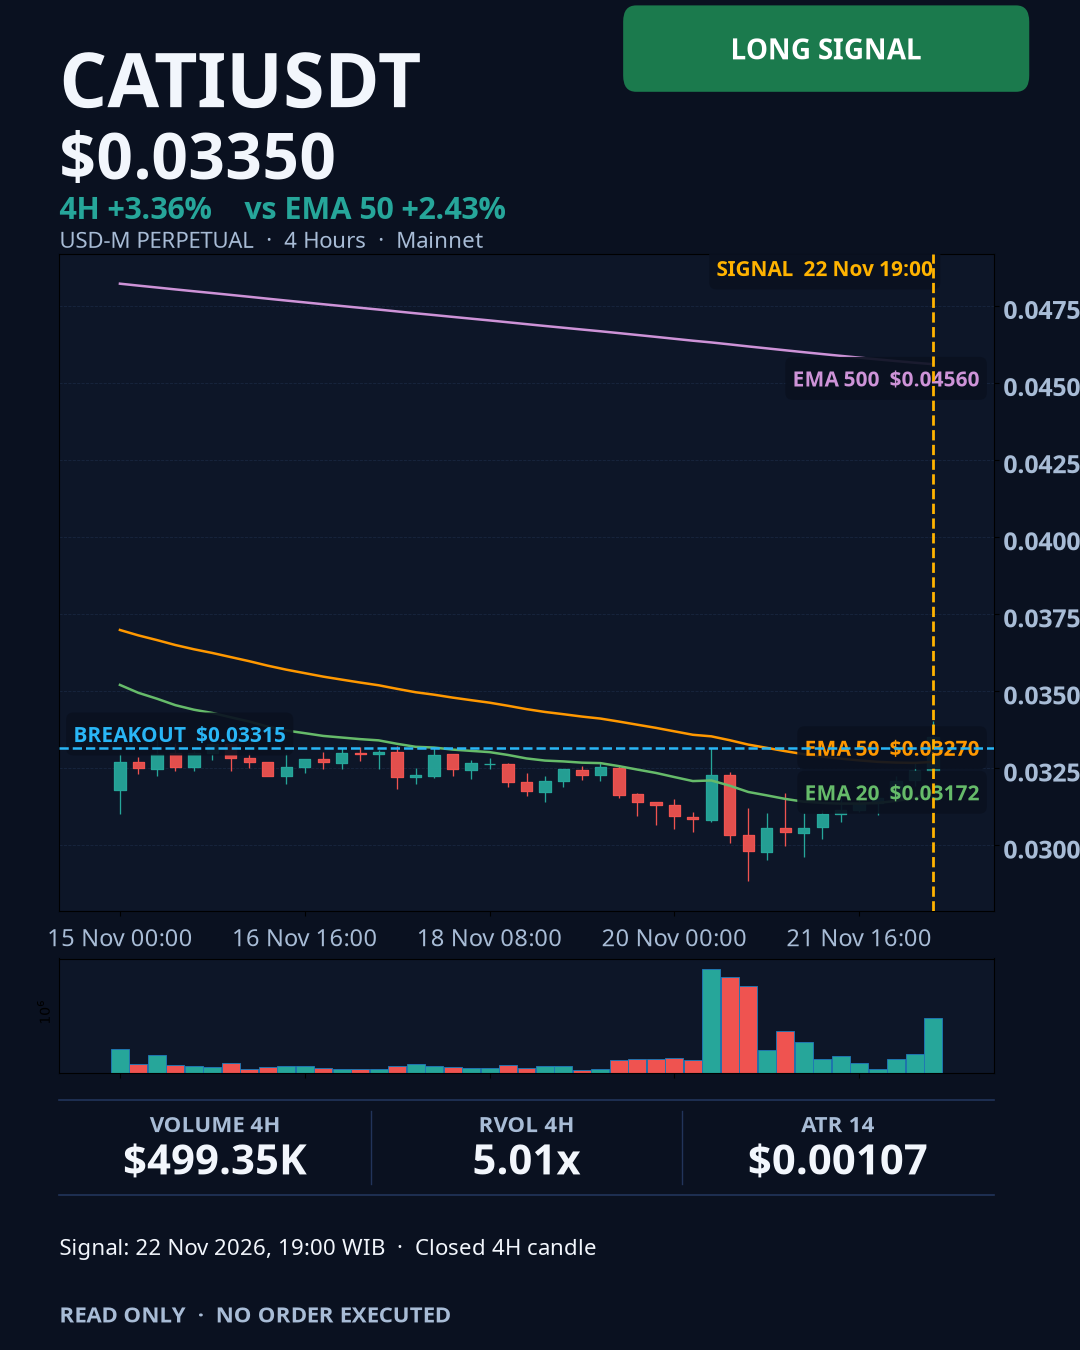 LONG SIGNAL
CATIUSDT
$0.03350
4H +3.36% vs EMA 50 +2.43%
USD-M PERPETUAL · 4 Hours · Mainnet
SIGNAL 22 Nov 19:00
0.0475
EMA 500 $0.04560
0.0450
0.0425
0.0400
0.0375
0.0350
BREAKOUT $0.03315
EMA 50 $0.03270
0.0325
EMA 20 $0.03172
0.0300
15 Nov 00:00
16 Nov 16:00
18 Nov 08:00
20 Nov 00:00
21 Nov 16:00
10⁶
VOLUME 4H
$499.35K
RVOL 4H
5.01x
ATR 14
$0.00107
Signal: 22 Nov 2026, 19:00 WIB · Closed 4H candle
READ ONLY · NO ORDER EXECUTED